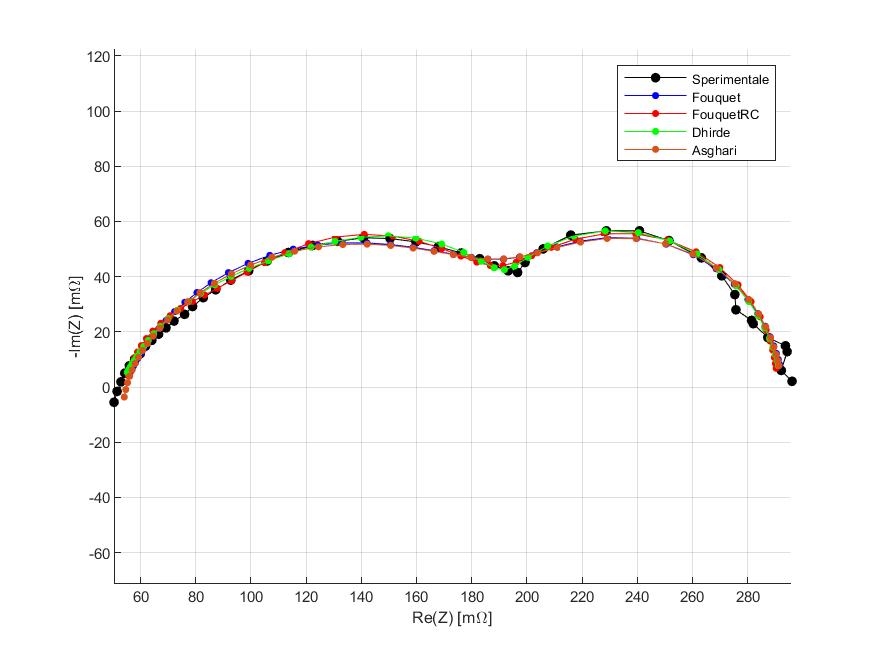 120
100
80
60
40
20
0
-20
-40
-60
-Im(Z) [mΩ]
60 80 100 120 140 160 180 200 220 240 260 280
Re(Z) [mΩ]
Sperimentale
Fouquet
FouquetRC
Dhirde
Asghari